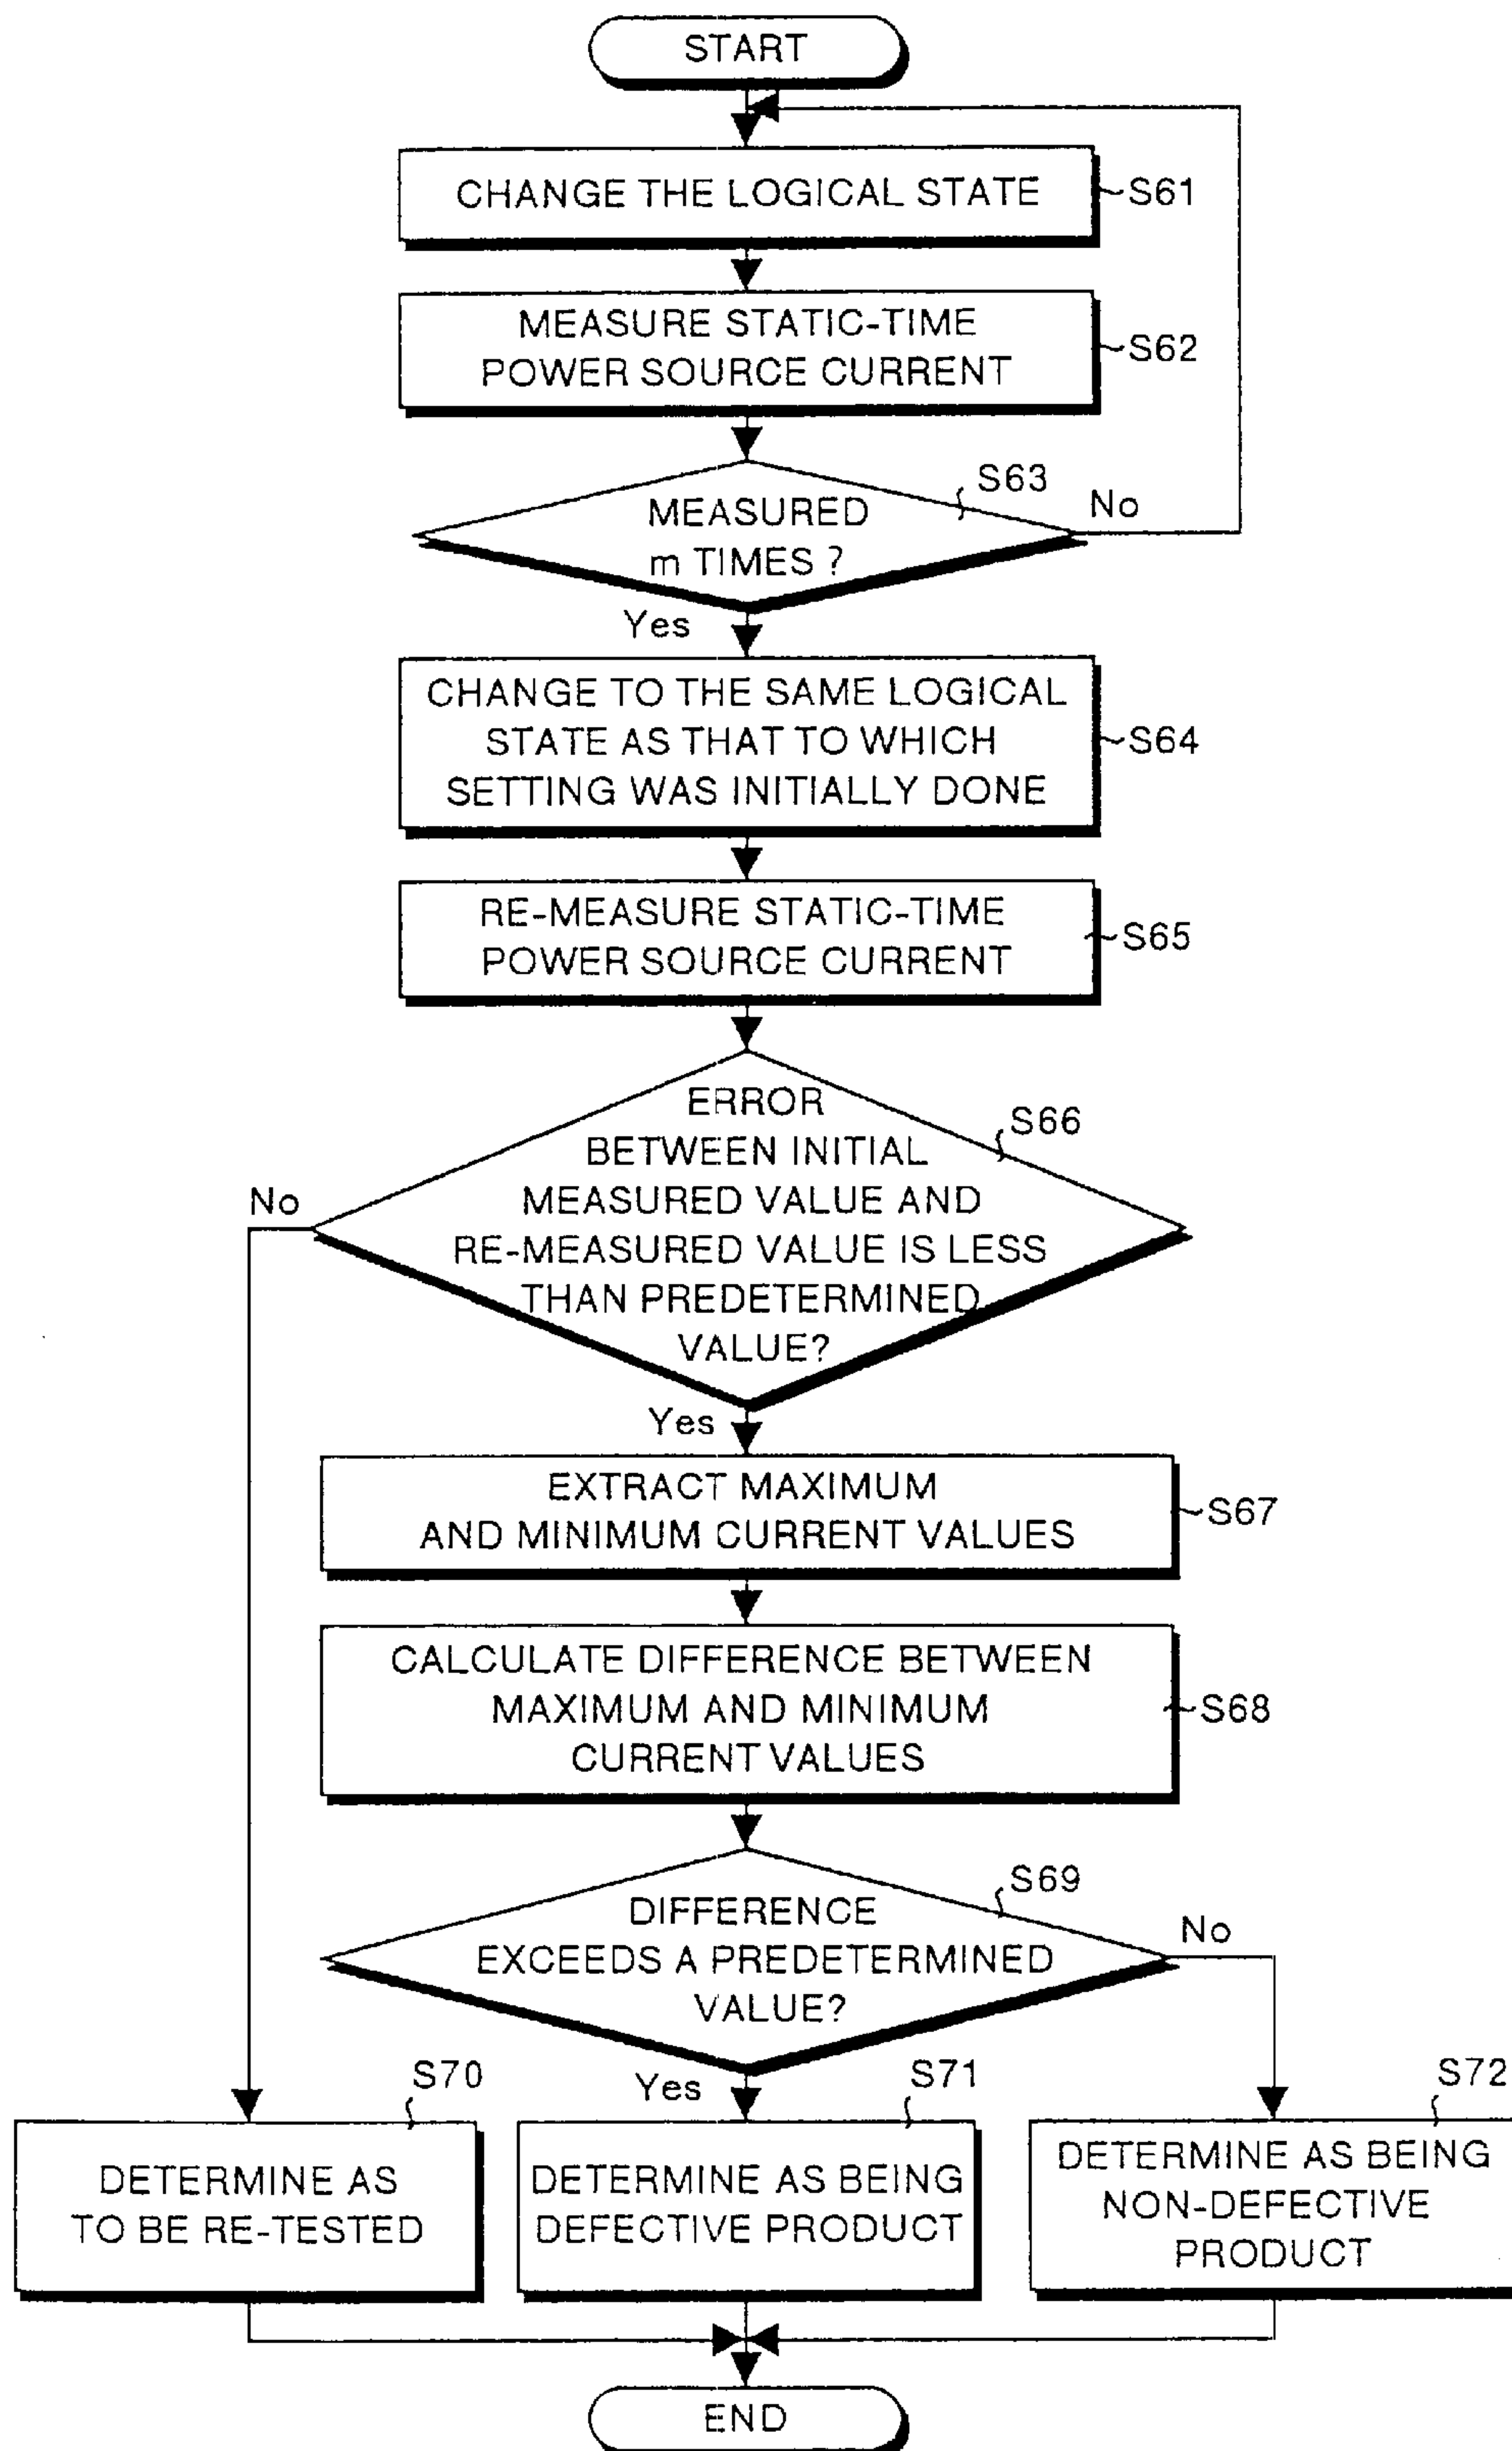 START
CHANGE THE LOGICAL STATE
S61
MEASURE STATIC-TIME
POWER SOURCE CURRENT
S62
S63
MEASURED
m TIMES ?
No
Yes
CHANGE TO THE SAME LOGICAL
STATE AS THAT TO WHICH
SETTING WAS INITIALLY DONE
S64
RE-MEASURE STATIC-TIME
POWER SOURCE CURRENT
S65
S66
ERROR
BETWEEN INITIAL
MEASURED VALUE AND
RE-MEASURED VALUE IS LESS
THAN PREDETERMINED
VALUE?
No
Yes
EXTRACT MAXIMUM
AND MINIMUM CURRENT VALUES
S67
CALCULATE DIFFERENCE BETWEEN
MAXIMUM AND MINIMUM
CURRENT VALUES
S68
S69
DIFFERENCE
EXCEEDS A PREDETERMINED
VALUE?
No
Yes
S70
DETERMINE AS
TO BE RE-TESTED
S71
DETERMINE AS BEING
DEFECTIVE PRODUCT
S72
DETERMINE AS BEING
NON-DEFECTIVE
PRODUCT
END